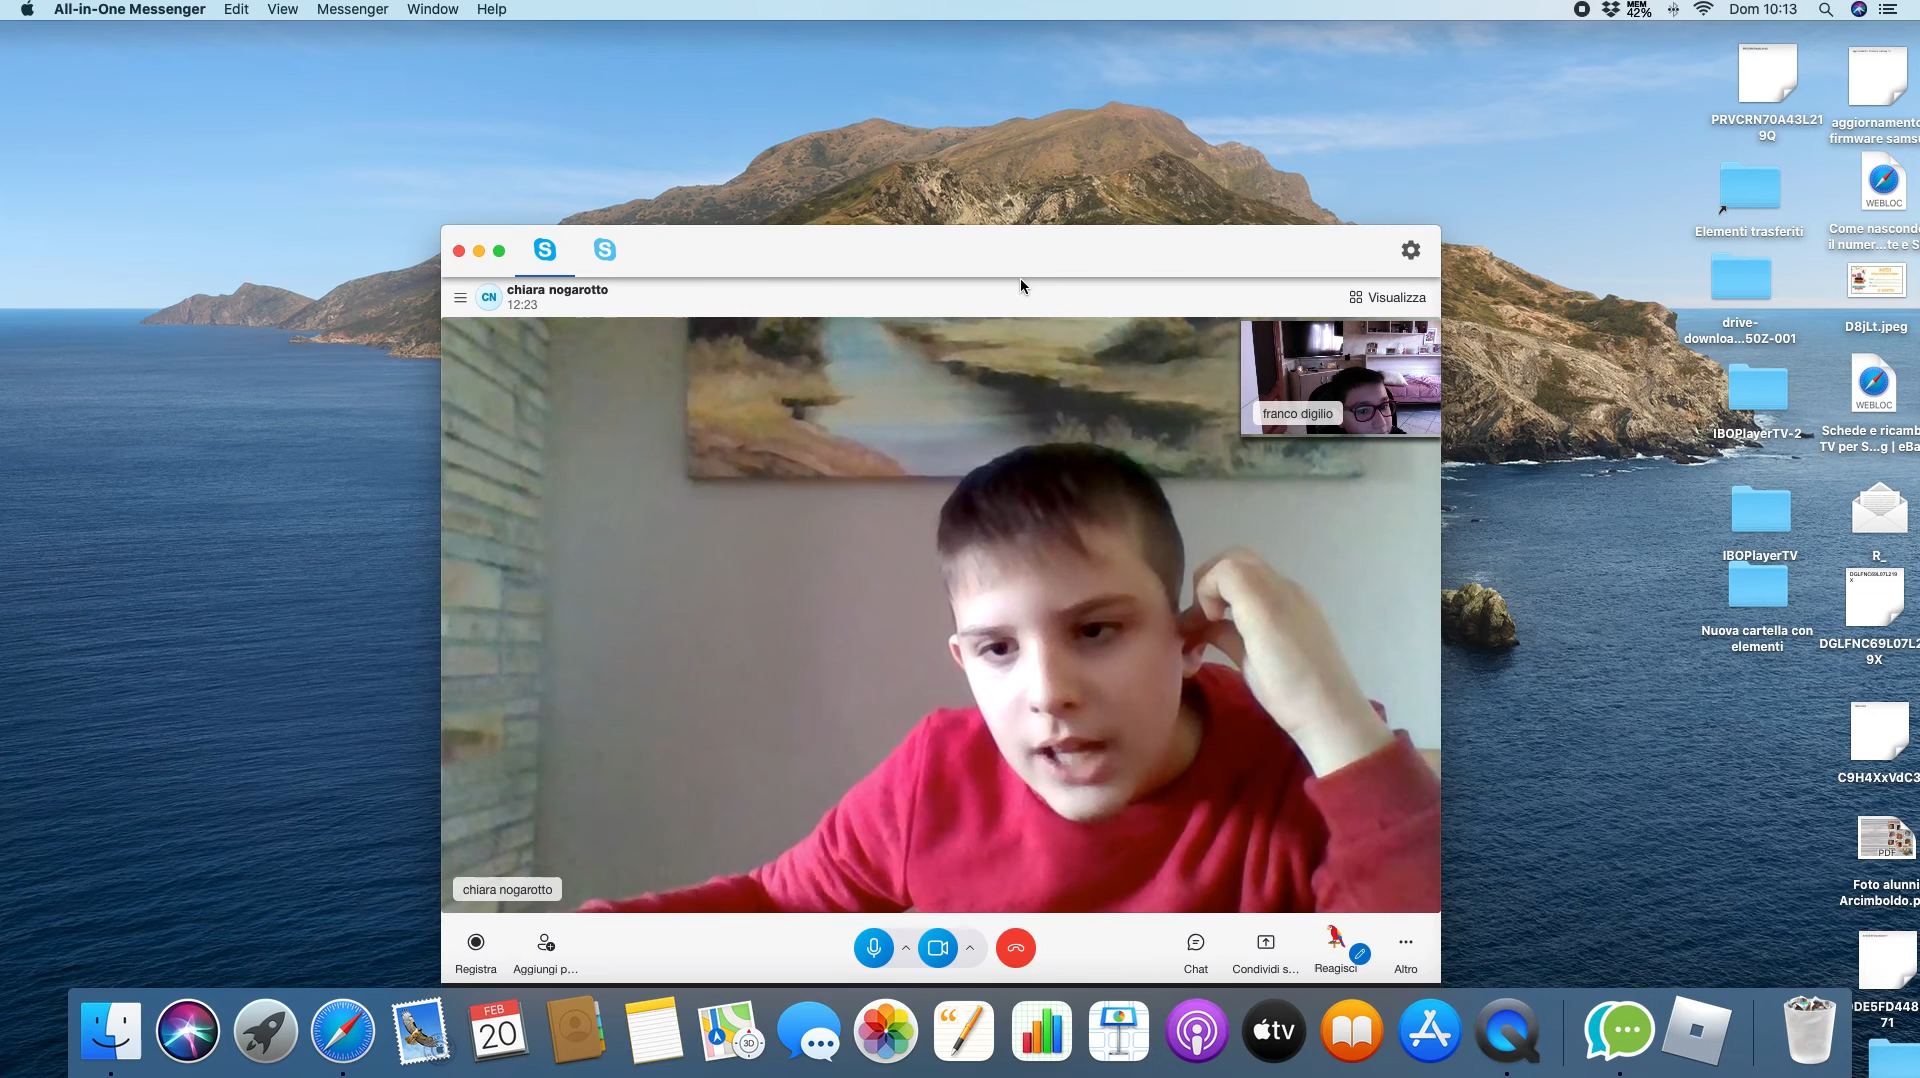 All-in-One Messenger Edit View Messenger Window Help
MEM
42% Dom 10:13
PRVCRN70A43L21
9Q
aggiornamento
firmware sams
WEBLOC
Elementi trasferiti
Come nascond
il numer...te e S
drive-
downloa...50Z-001
D8jLt.jpeg
WEBLOC
IBOPlayerTV-2
Schede e ricamb
TV per S...g | eBa
IBOPlayerTV
R_
DGLFNC69L07L219
X
Nuova cartella con
elementi
DGLFNC69L07L2
9X
C9H4XxVdC3
PDF
Foto alunni
Arcimboldo.p
DE5FD448
71
CN chiara nogarotto
12:23
Visualizza
franco digilio
chiara nogarotto
Registra Aggiungi p... Chat Condividi s... Reagisci Altro
FEB
20
3D
tv